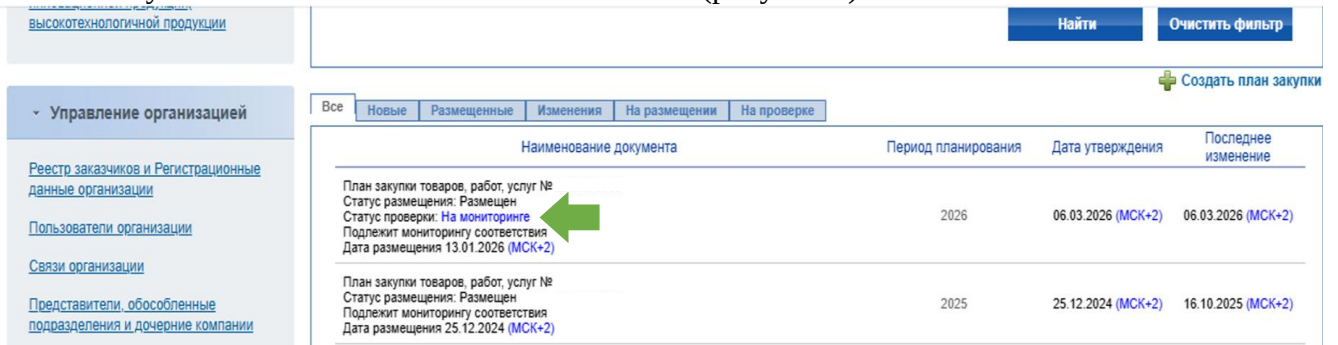 высокотехнологичной продукции
Найти
Очистить фильтр
Создать план закупки
Управление организацией
Все
Новые
Размещенные
Изменения
На размещении
На проверке
Наименование документа
Период планирования
Дата утверждения
Последнее
изменение
Реестр заказчиков и Регистрационные
данные организации
Пользователи организации
Связи организации
Представители, обособленные
подразделения и дочерние компании
План закупки товаров, работ, услуг №
Статус размещения: Размещен
Статус проверки: На мониторинге
Подлежит мониторингу соответствия
Дата размещения 13.01.2026 (МСК+2)
2026
06.03.2026 (МСК+2)
06.03.2026 (МСК+2)
План закупки товаров, работ, услуг №
Статус размещения: Размещен
Подлежит мониторингу соответствия
Дата размещения 25.12.2024 (МСК+2)
2025
25.12.2024 (МСК+2)
16.10.2025 (МСК+2)